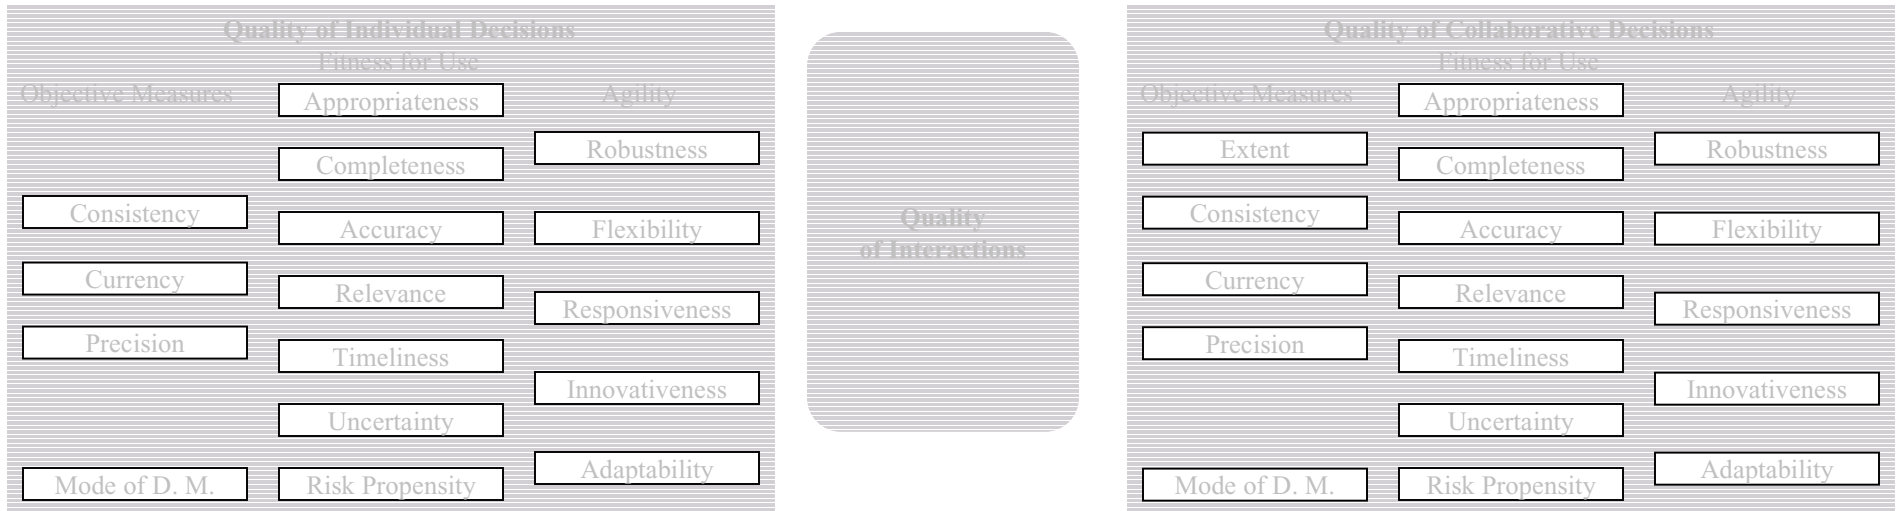 Quality of Individual Decisions
Fitness for Use
Objective Measures
Agility
Appropriateness
Robustness
Completeness
Consistency
Accuracy
Flexibility
Currency
Relevance
Responsiveness
Precision
Timeliness
Innovativeness
Uncertainty
Adaptability
Mode of D. M.
Risk Propensity
Quality
of Interactions
Quality of Collaborative Decisions
Fitness for Use
Objective Measures
Agility
Appropriateness
Extent
Robustness
Completeness
Consistency
Accuracy
Flexibility
Currency
Relevance
Responsiveness
Precision
Timeliness
Innovativeness
Uncertainty
Adaptability
Mode of D. M.
Risk Propensity